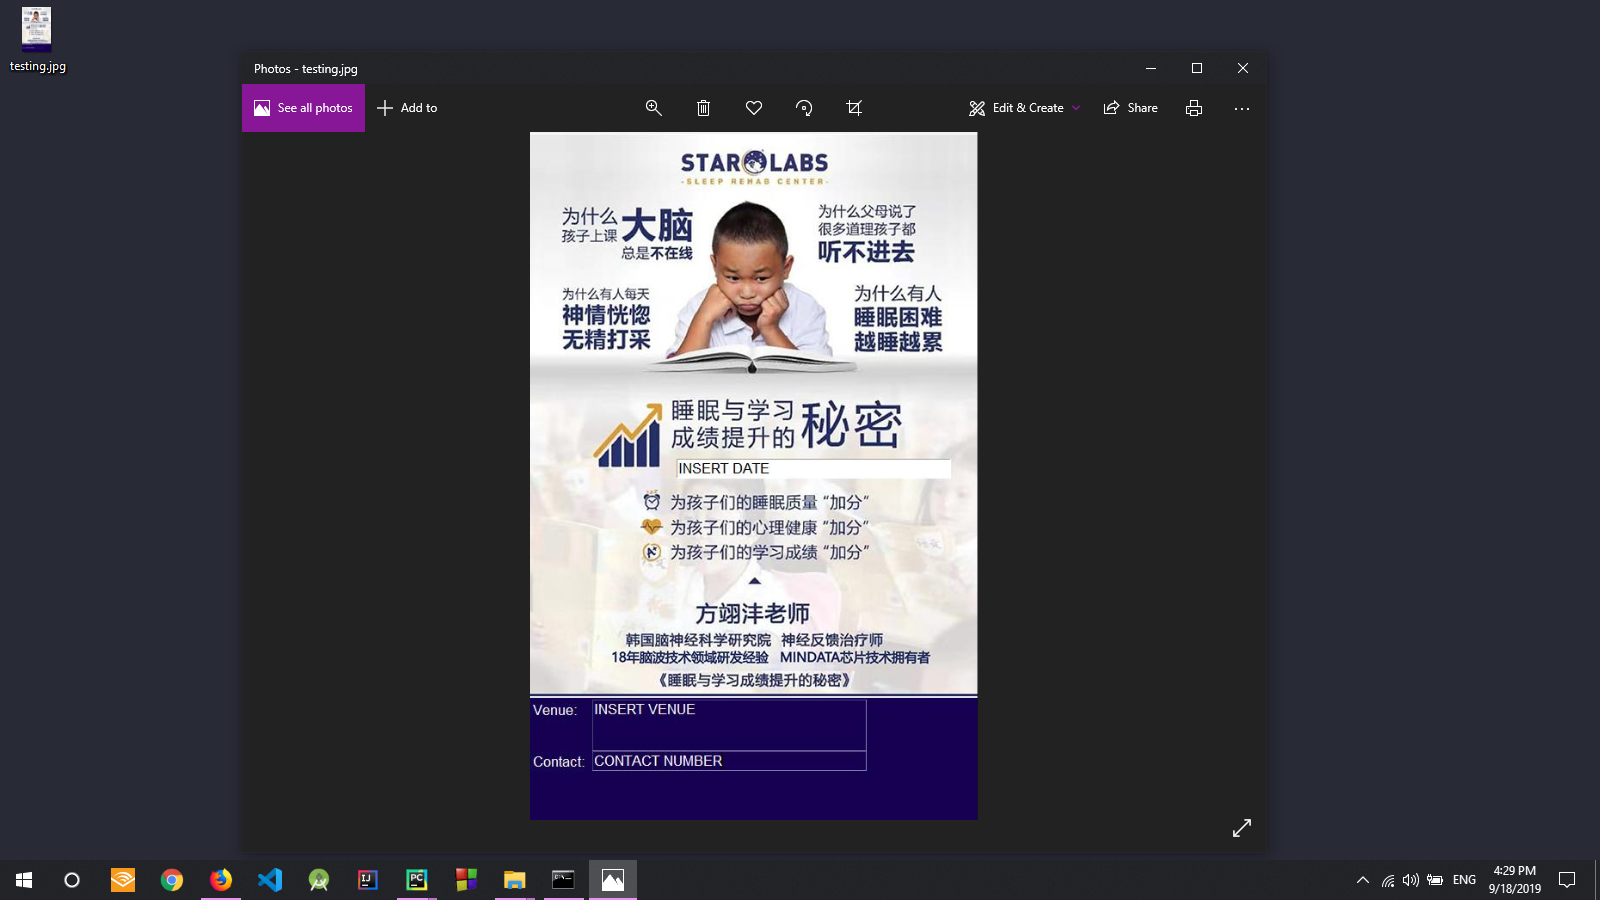 testing.jpg
Photos - testing.jpg
See all photos
Add to
Edit & Create
Share
STAR LABS
-SLEEP REHAB CENTER-
为什么
孩子上课
大脑
总是不在线
为什么父母说了
很多道理孩子都
听不进去
为什么有人每天
神情恍惚
无精打采
为什么有人
睡眠困难
越睡越累
睡眠与学习
成绩提升的
秘密
INSERT DATE
为孩子们的睡眠质量“加分”
为孩子们的心理健康“加分”
为孩子们的学习成绩“加分”
方翊沣老师
韩国脑神经科学研究院 神经反馈治疗师
18年脑波技术领域研发经验 MINDATA芯片技术拥有者
《睡眠与学习成绩提升的秘密》
Venue: INSERT VENUE
Contact: CONTACT NUMBER
ENG
4:29 PM
9/18/2019